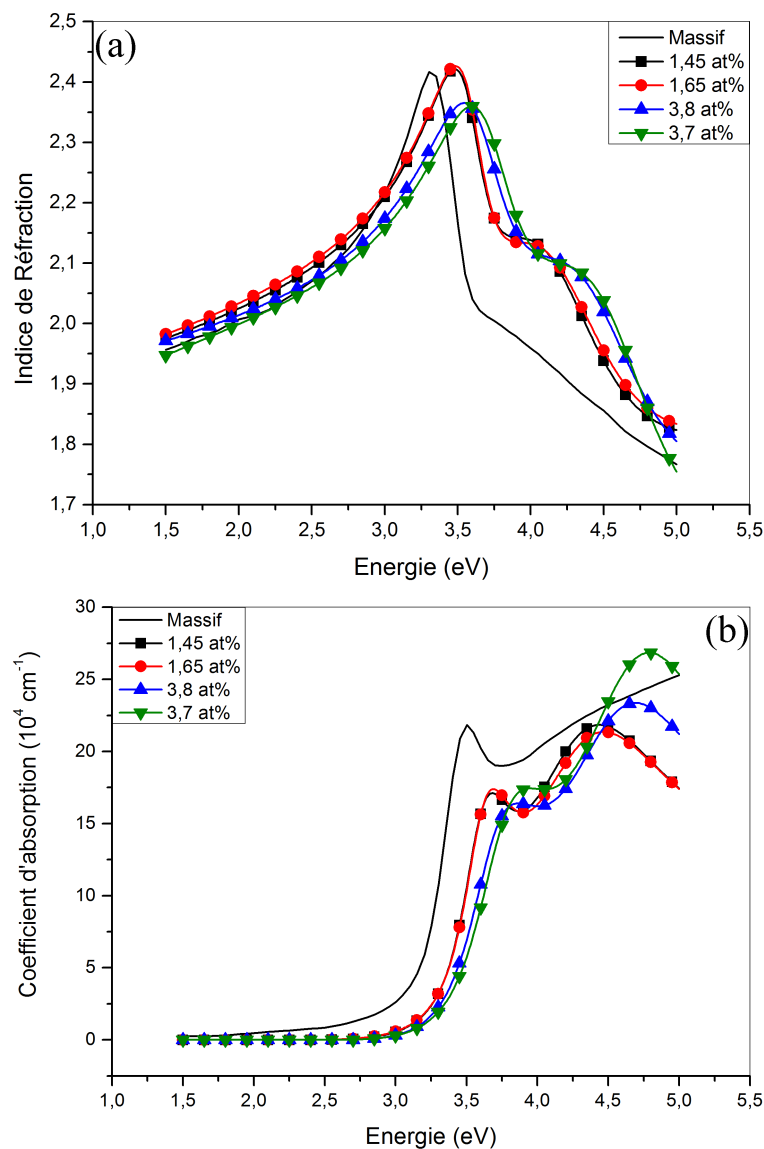 (a)
Massif
1,45 at%
1,65 at%
3,8 at%
3,7 at%
2,5
2,4
2,3
2,2
2,1
2,0
1,9
1,8
1,7
Indice de Réfraction
1,0 1,5 2,0 2,5 3,0 3,5 4,0 4,5 5,0 5,5
Energie (eV)
(b)
Massif
1,45 at%
1,65 at%
3,8 at%
3,7 at%
30
25
20
15
10
5
0
Coefficient d'absorption (10⁴ cm⁻¹)
1,0 1,5 2,0 2,5 3,0 3,5 4,0 4,5 5,0 5,5
Energie (eV)